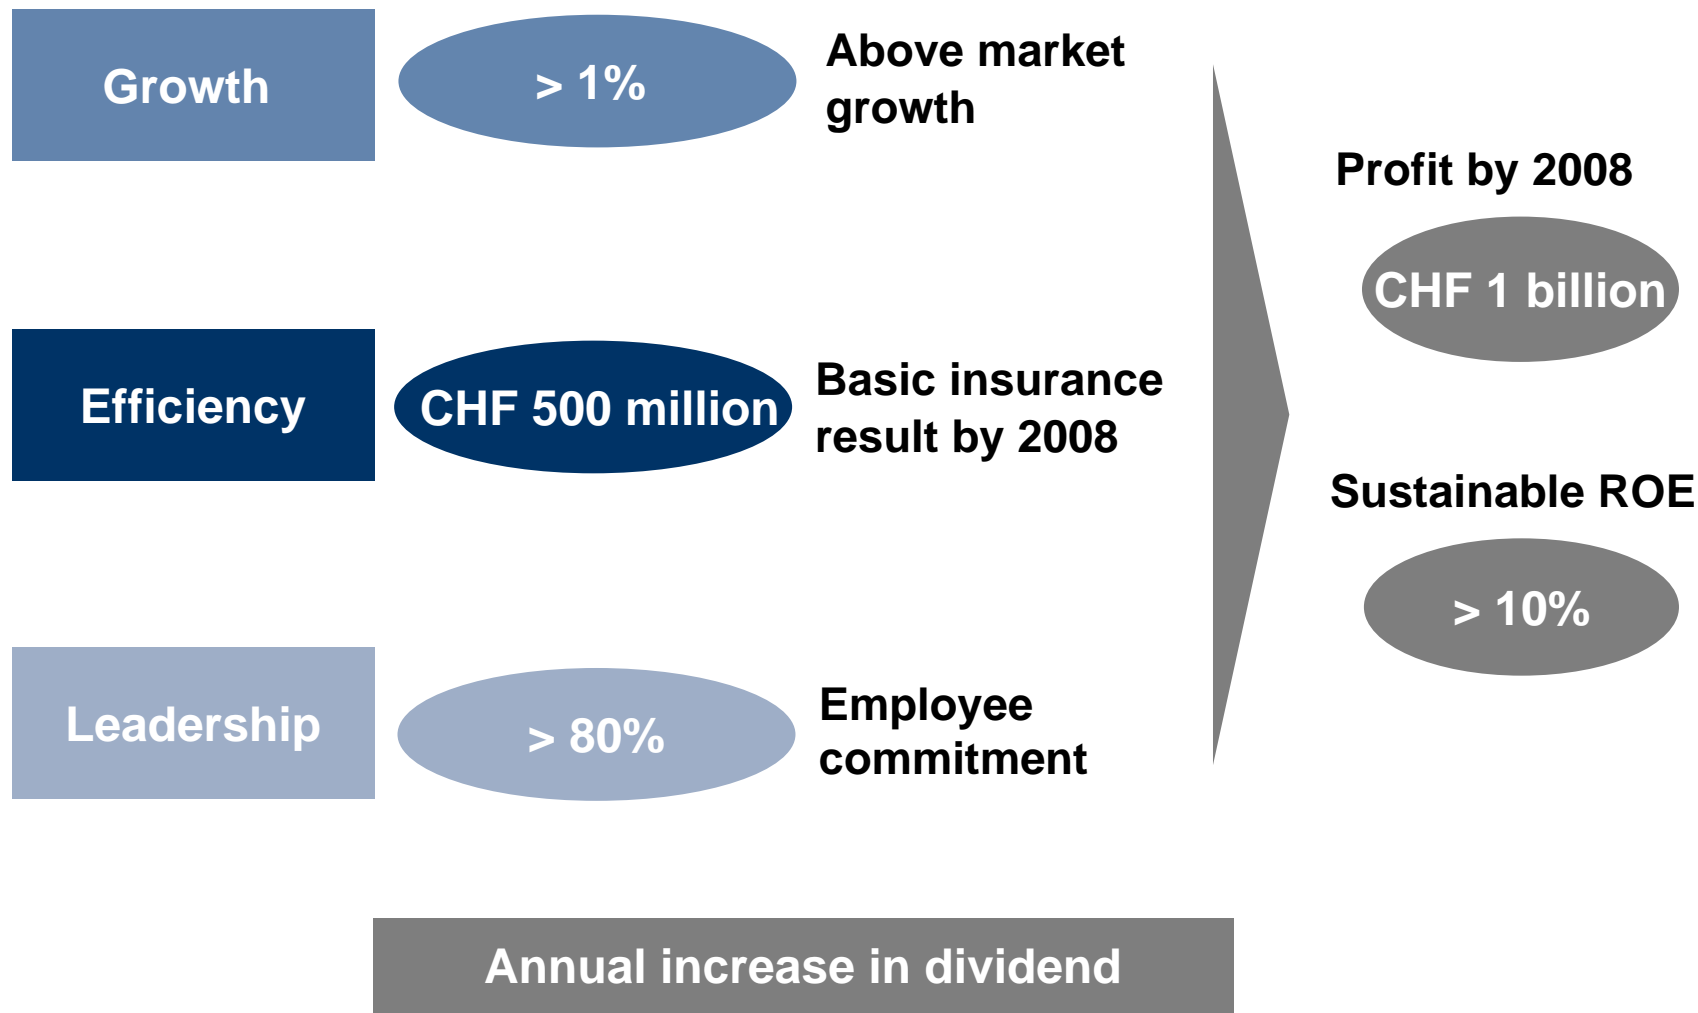 Growth
> 1%
Above market
growth
Efficiency
CHF 500 million
Basic insurance
result by 2008
Leadership
> 80%
Employee
commitment
Profit by 2008
CHF 1 billion
Sustainable ROE
> 10%
Annual increase in dividend